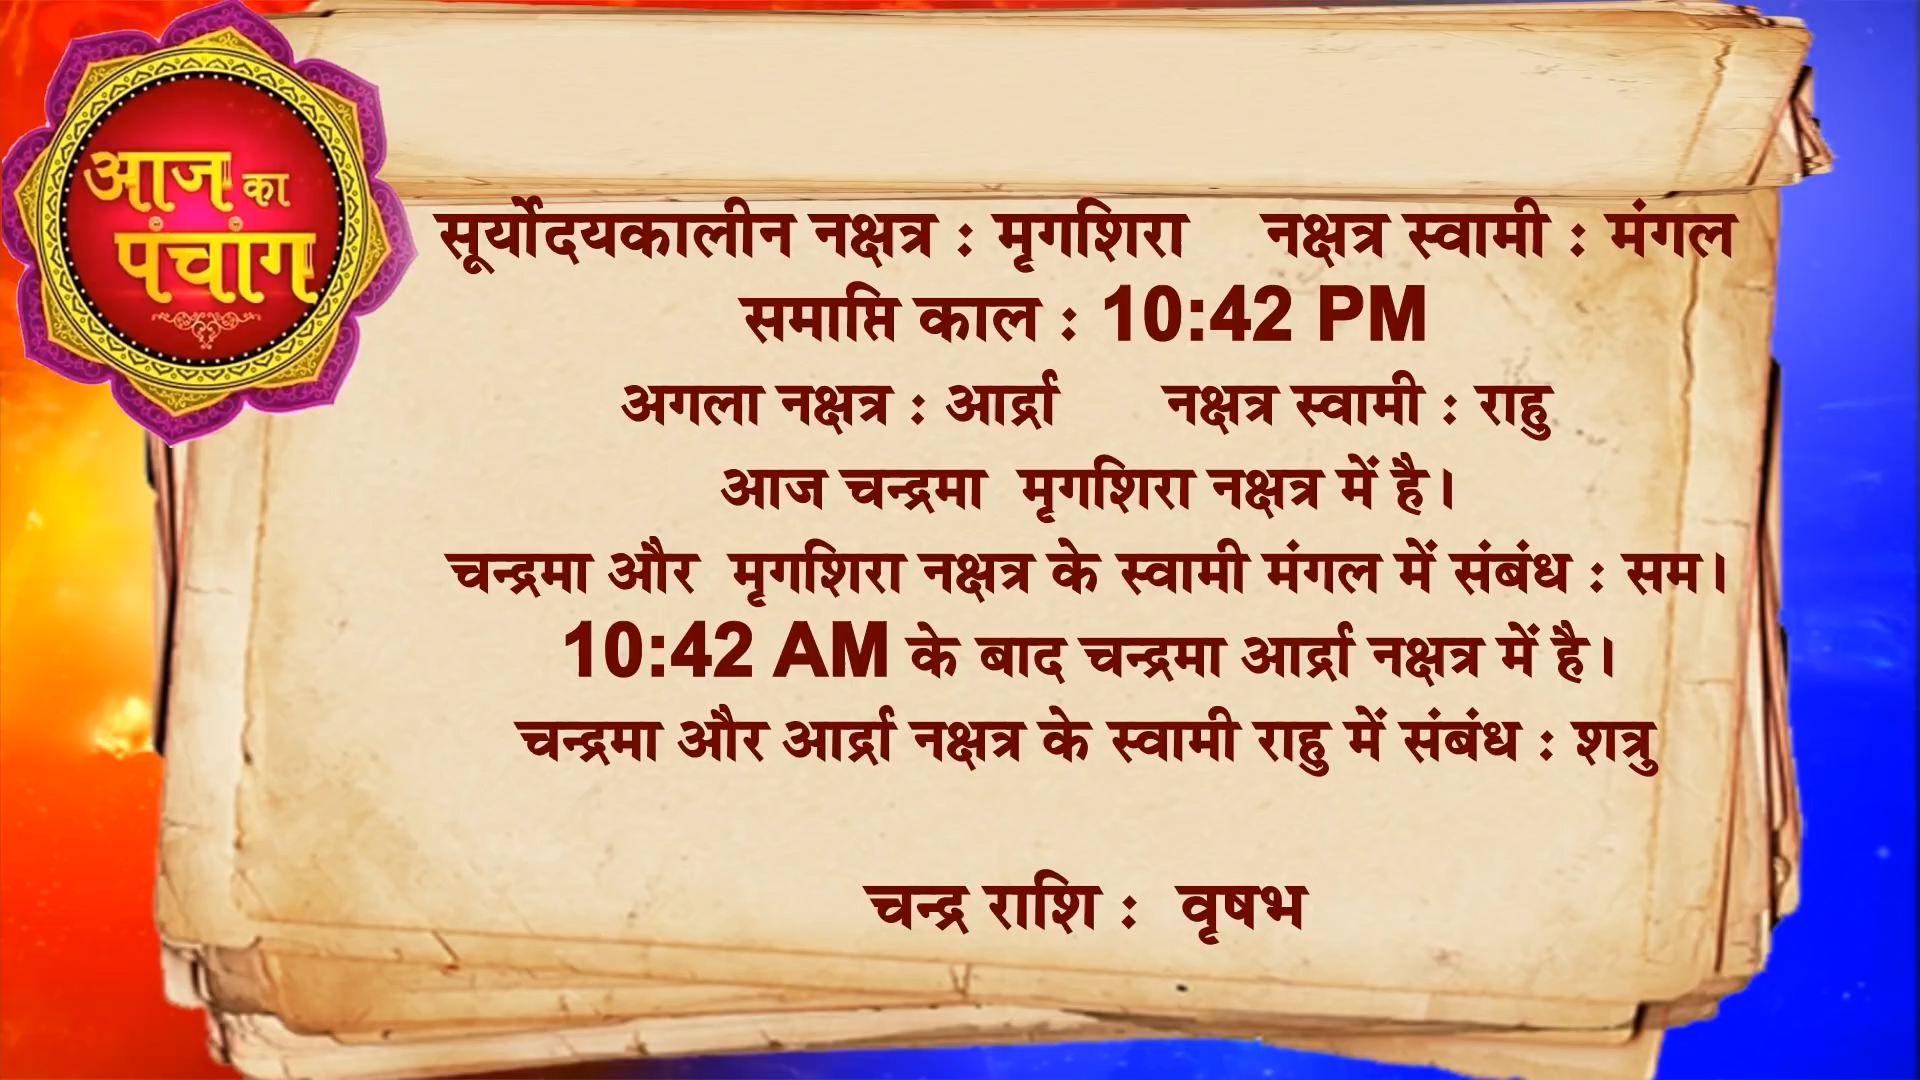 आज का
पंचांग
सूर्योदयकालीन नक्षत्र : मृगशिरा नक्षत्र स्वामी : मंगल
समाप्ति काल : 10:42 PM
अगला नक्षत्र : आर्द्रा नक्षत्र स्वामी : राहु
आज चन्द्रमा मृगशिरा नक्षत्र में है।
चन्द्रमा और मृगशिरा नक्षत्र के स्वामी मंगल में संबंध : सम।
10:42 AM के बाद चन्द्रमा आर्द्रा नक्षत्र में है।
चन्द्रमा और आर्द्रा नक्षत्र के स्वामी राहु में संबंध : शत्रु
चन्द्र राशि : वृषभ